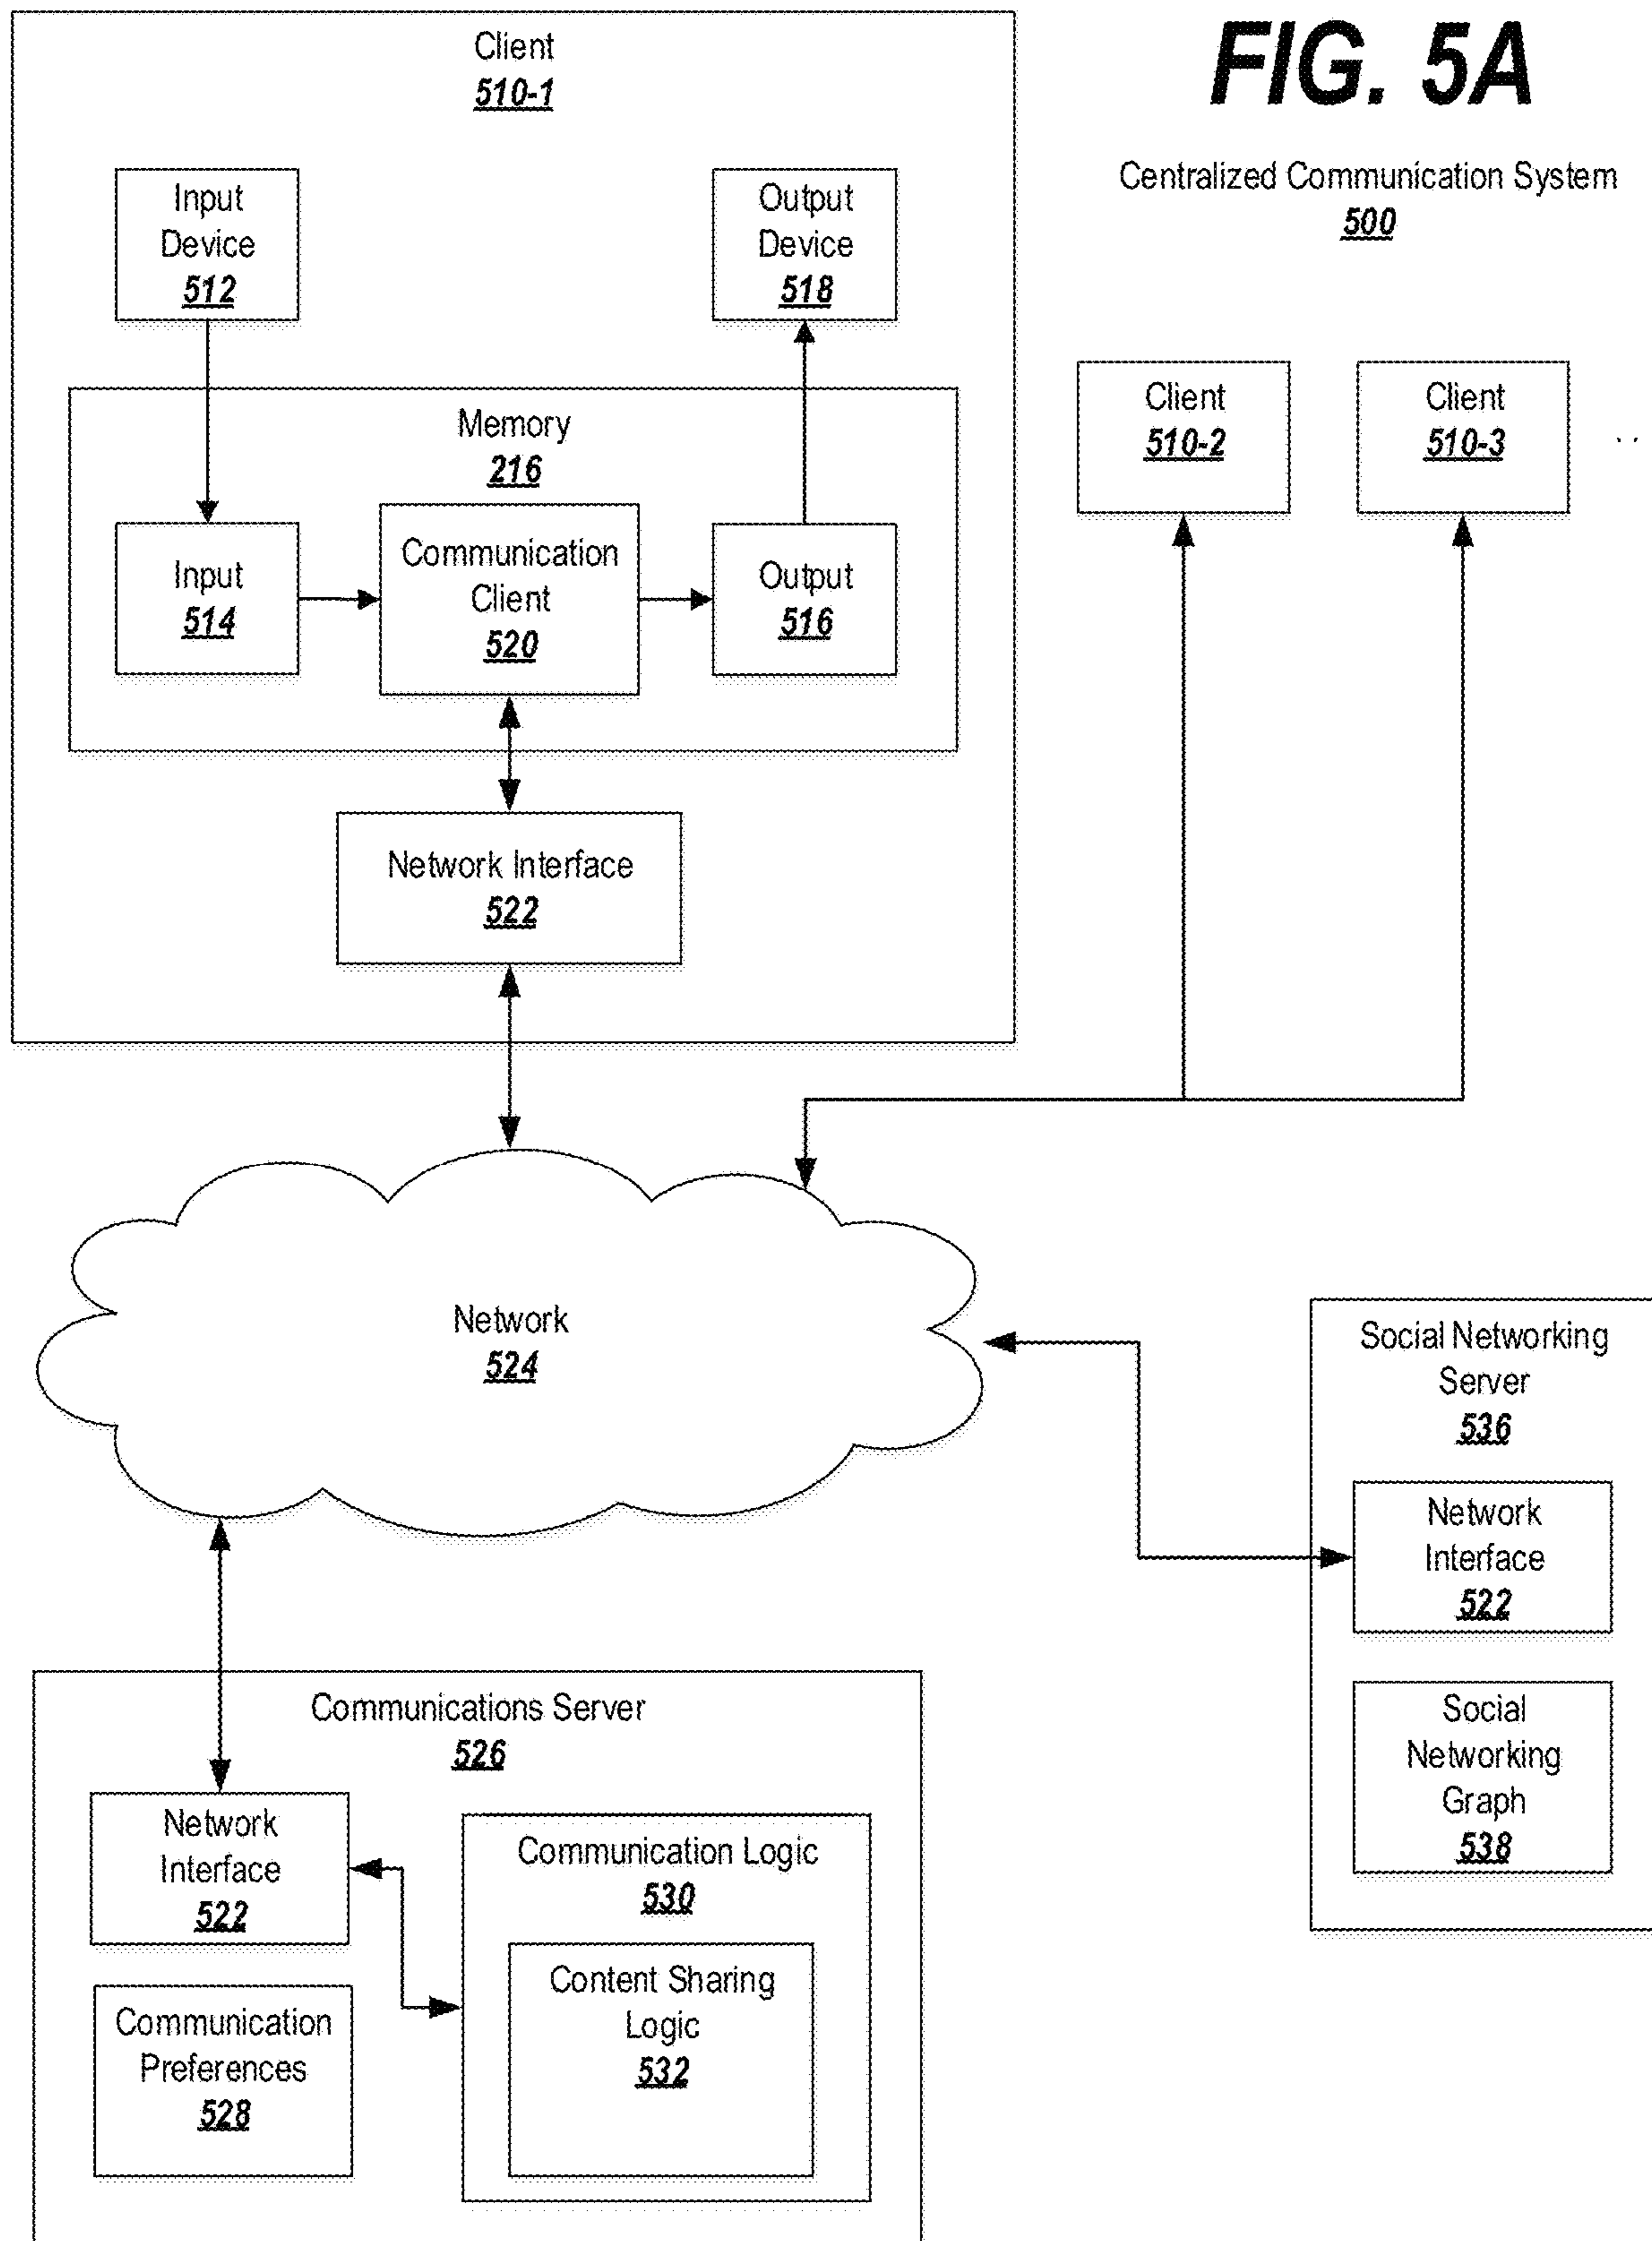 FIG. 5A
Centralized Communication System
500
Client
510-1
Input
Device
512
Output
Device
518
Memory
216
Input
514
Communication
Client
520
Output
516
Network Interface
522
Client
510-2
Client
510-3
..
Network
524
Social Networking
Server
536
Network
Interface
522
Social
Networking
Graph
538
Communications Server
526
Network
Interface
522
Communication
Preferences
528
Communication Logic
530
Content Sharing
Logic
532